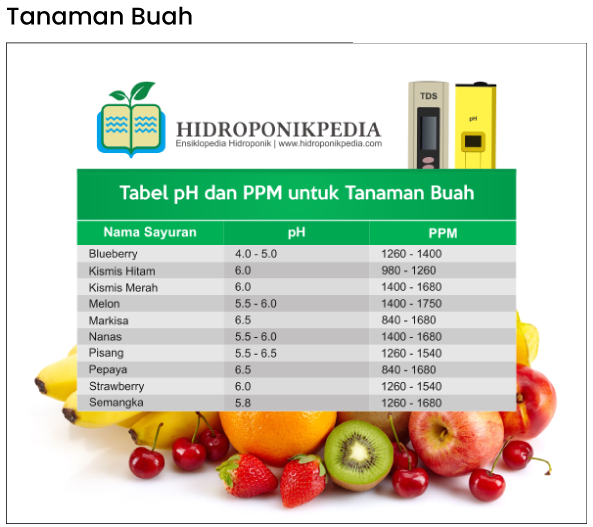 Tanaman Buah
HIDROPONIKPEDIA
Ensiklopedia Hidroponik | www.hidroponikpedia.com
TDS
pH
Tabel pH dan PPM untuk Tanaman Buah
Nama Sayuran pH PPM
Blueberry 4.0 - 5.0 1260 - 1400
Kismis Hitam 6.0 980 - 1260
Kismis Merah 6.0 1400 - 1680
Melon 5.5 - 6.0 1400 - 1750
Markisa 6.5 840 - 1680
Nanas 5.5 - 6.0 1400 - 1680
Pisang 5.5 - 6.5 1260 - 1540
Pepaya 6.5 840 - 1680
Strawberry 6.0 1260 - 1540
Semangka 5.8 1260 - 1680